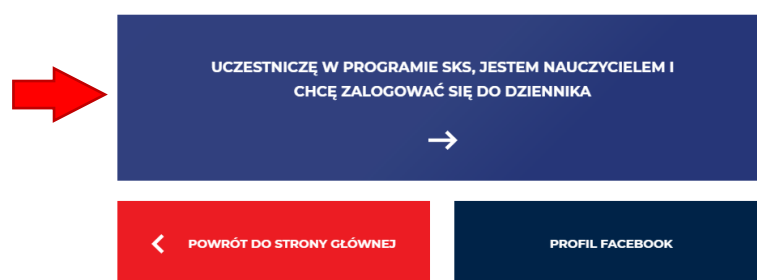 UCZESTNICZĘ W PROGRAMIE SKS, JESTEM NAUCZYCIELEM I
CHCĘ ZALOGOWAĆ SIĘ DO DZIENNIKA
POWRÓT DO STRONY GŁÓWNEJ
PROFIL FACEBOOK